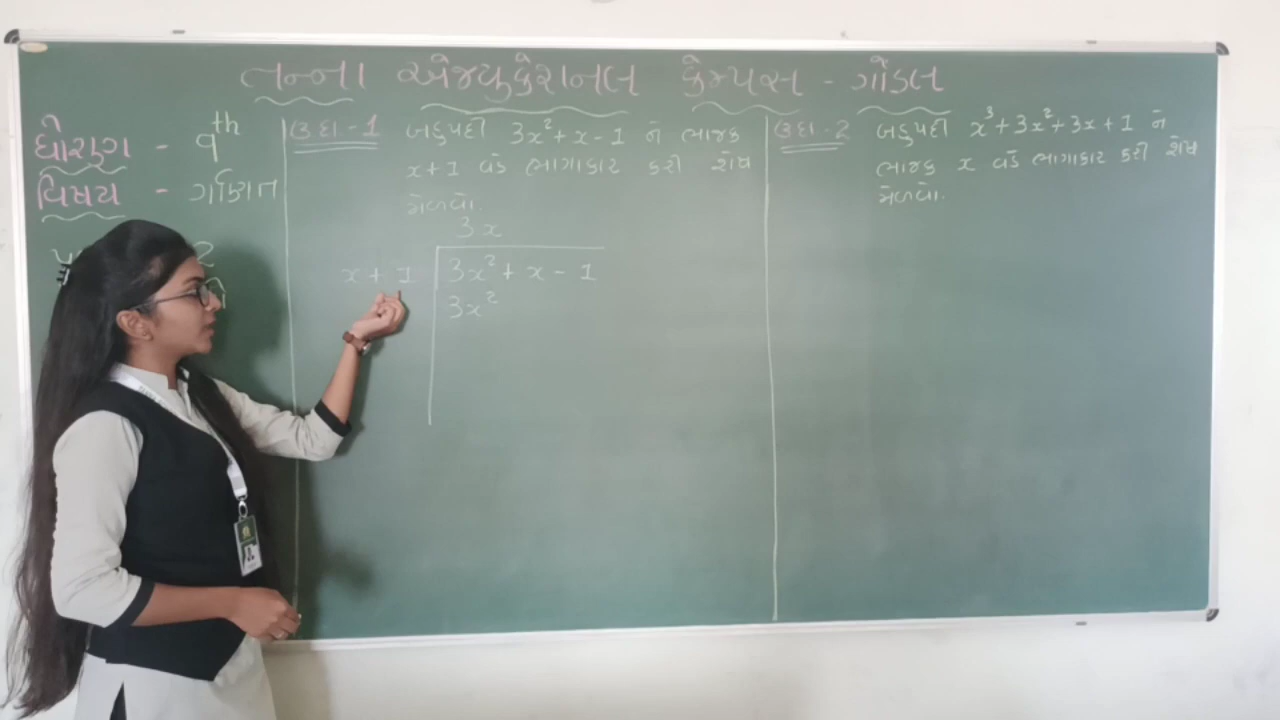 તન્ના એજ્યુકેશનલ કેમ્પસ - ગોંડલ
ધોરણ - 9th
વિષય - ગણિત
2
ઉદા-1 બહુપદી 3x²+x-1 ને ભાજક
x+1 વડે ભાગાકાર કરી શેષ
મેળવો.
3x
x + 1 3x² + x - 1
3x²
ઉદા-2 બહુપદી x³+3x²+3x+1 ને
ભાજક x વડે ભાગાકાર કરી શેષ
મેળવો.